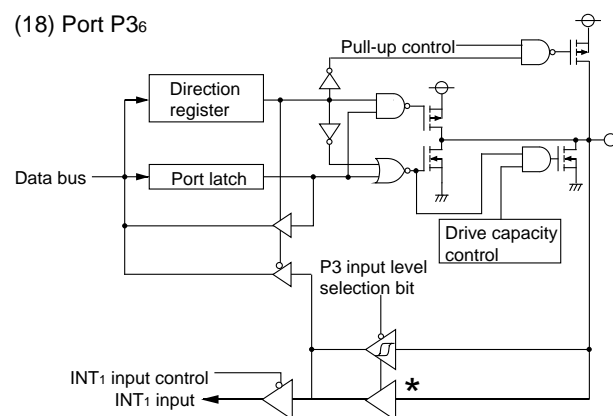 (18) Port P3₆
Pull-up control
Direction
register
Data bus
Port latch
Drive capacity
control
P3 input level
selection bit
*
INT₁ input control
INT₁ input